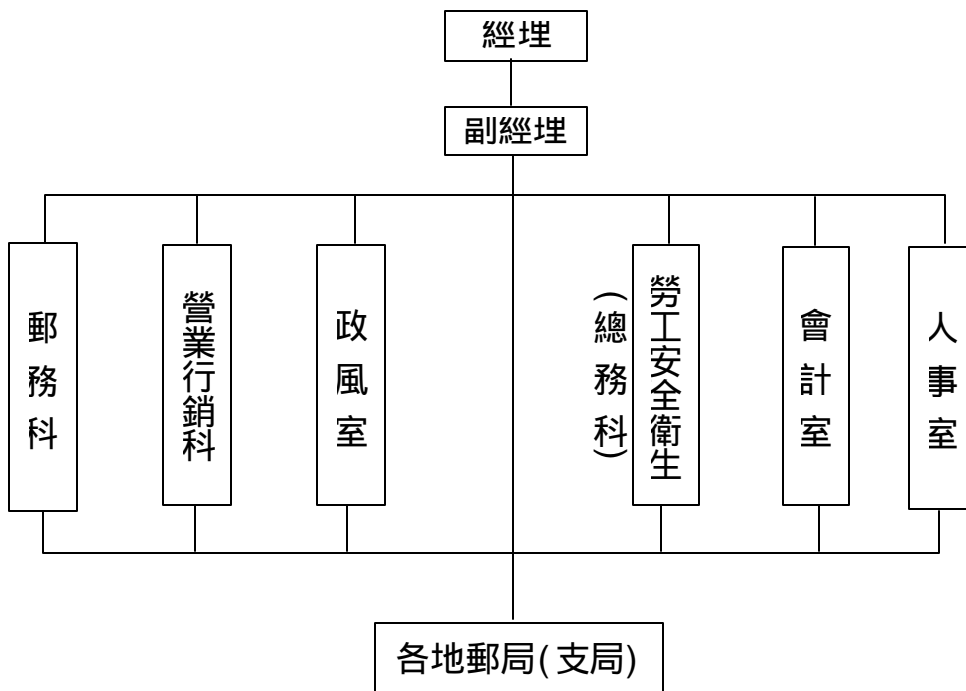 經理
副經理
郵務科
營業行銷科
政風室
(總務科)
勞工安全衛生
會計室
人事室
各地郵局(支局)